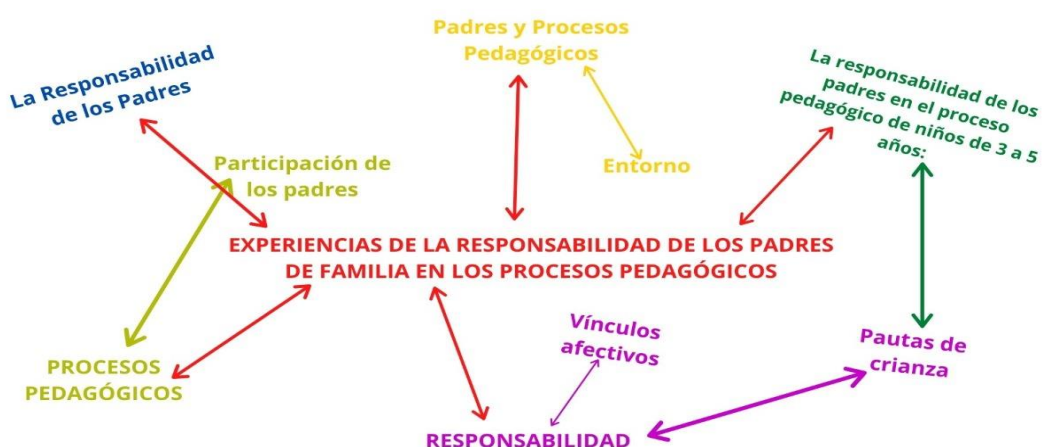 Padres y Procesos
Pedagógicos
La Responsabilidad
de los Padres
La responsabilidad de los
padres en el proceso
pedagógico de niños de 3 a 5
años:
Participación de
los padres
Entorno
EXPERIENCIAS DE LA RESPONSABILIDAD DE LOS PADRES
DE FAMILIA EN LOS PROCESOS PEDAGÓGICOS
Vínculos
afectivos
Pautas de
crianza
PROCESOS
PEDAGÓGICOS
RESPONSABILIDAD